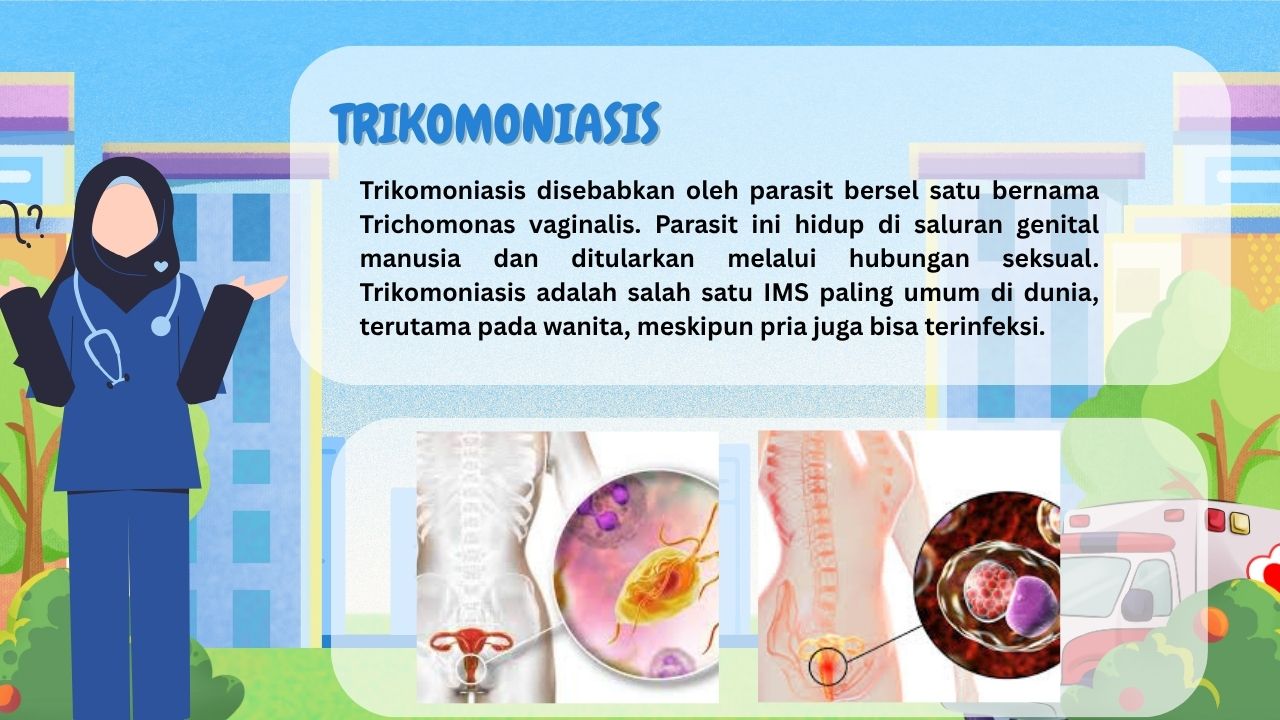 TRIKOMONIASIS
Trikomoniasis disebabkan oleh parasit bersel satu bernama
Trichomonas vaginalis. Parasit ini hidup di saluran genital
manusia dan ditularkan melalui hubungan seksual.
Trikomoniasis adalah salah satu IMS paling umum di dunia,
terutama pada wanita, meskipun pria juga bisa terinfeksi.